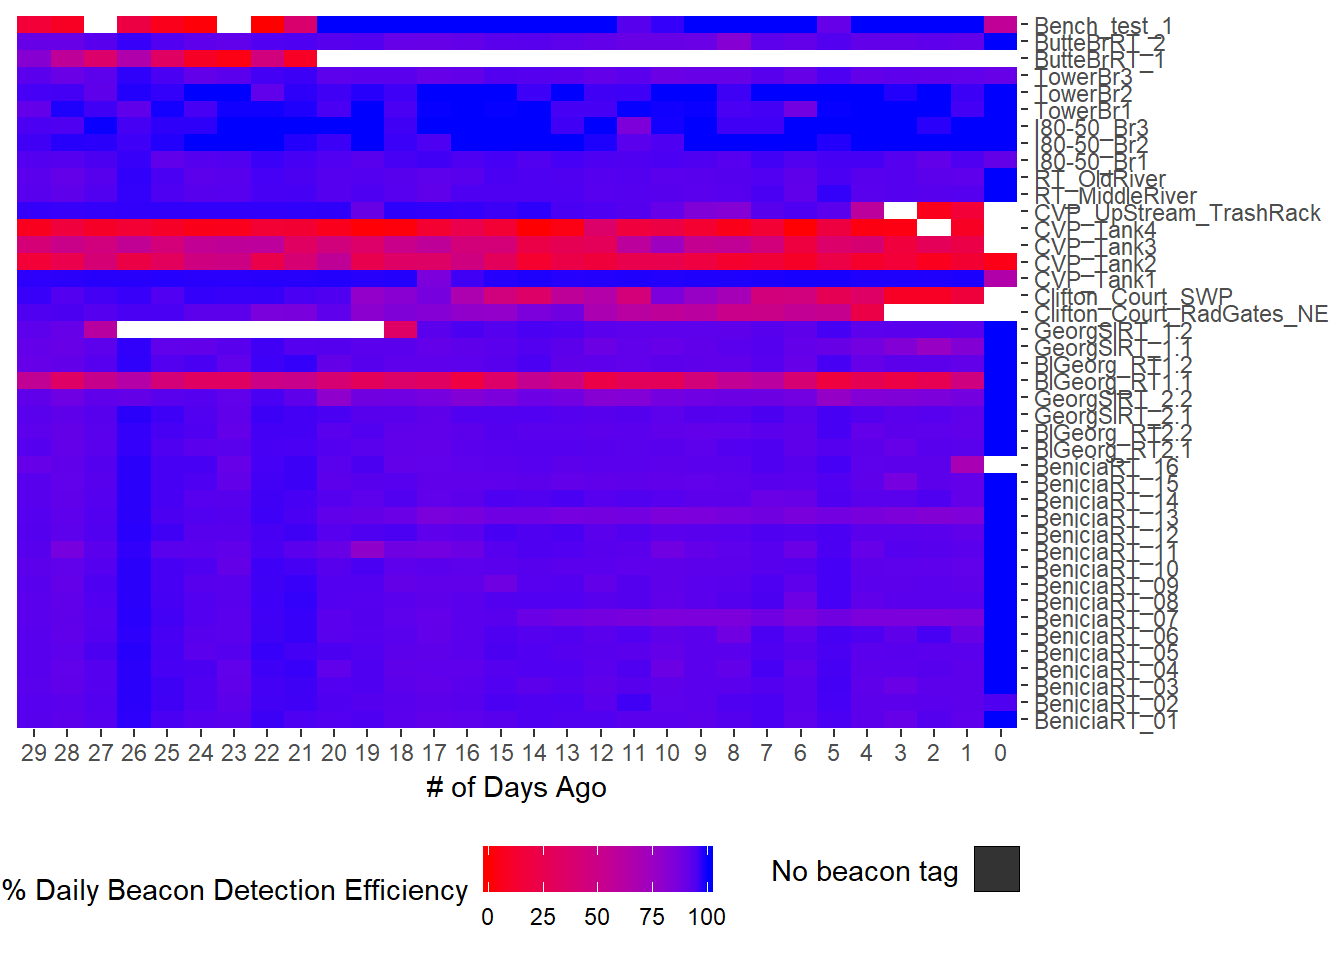 Bench_test_1
ButteBrRT_2
ButteBrRT_1
TowerBr3
TowerBr2
TowerBr1
I80-50_Br3
I80-50_Br2
I80-50_Br1
RT_OldRiver
RT_MiddleRiver
CVP_UpStream_TrashRack
CVP_Tank4
CVP_Tank3
CVP_Tank2
CVP_Tank1
Clifton_Court_SWP
Clifton_Court_RadGates_NE
GeorgSlRT_1.2
GeorgSlRT_1.1
BlGeorg_RT1.2
BlGeorg_RT1.1
GeorgSlRT_2.2
GeorgSlRT_2.1
BlGeorg_RT2.2
BlGeorg_RT2.1
BeniciaRT_16
BeniciaRT_15
BeniciaRT_14
BeniciaRT_13
BeniciaRT_12
BeniciaRT_11
BeniciaRT_10
BeniciaRT_09
BeniciaRT_08
BeniciaRT_07
BeniciaRT_06
BeniciaRT_05
BeniciaRT_04
BeniciaRT_03
BeniciaRT_02
BeniciaRT_01
29 28 27 26 25 24 23 22 21 20 19 18 17 16 15 14 13 12 11 10 9 8 7 6 5 4 3 2 1 0
# of Days Ago
% Daily Beacon Detection Efficiency
0 25 50 75 100
No beacon tag